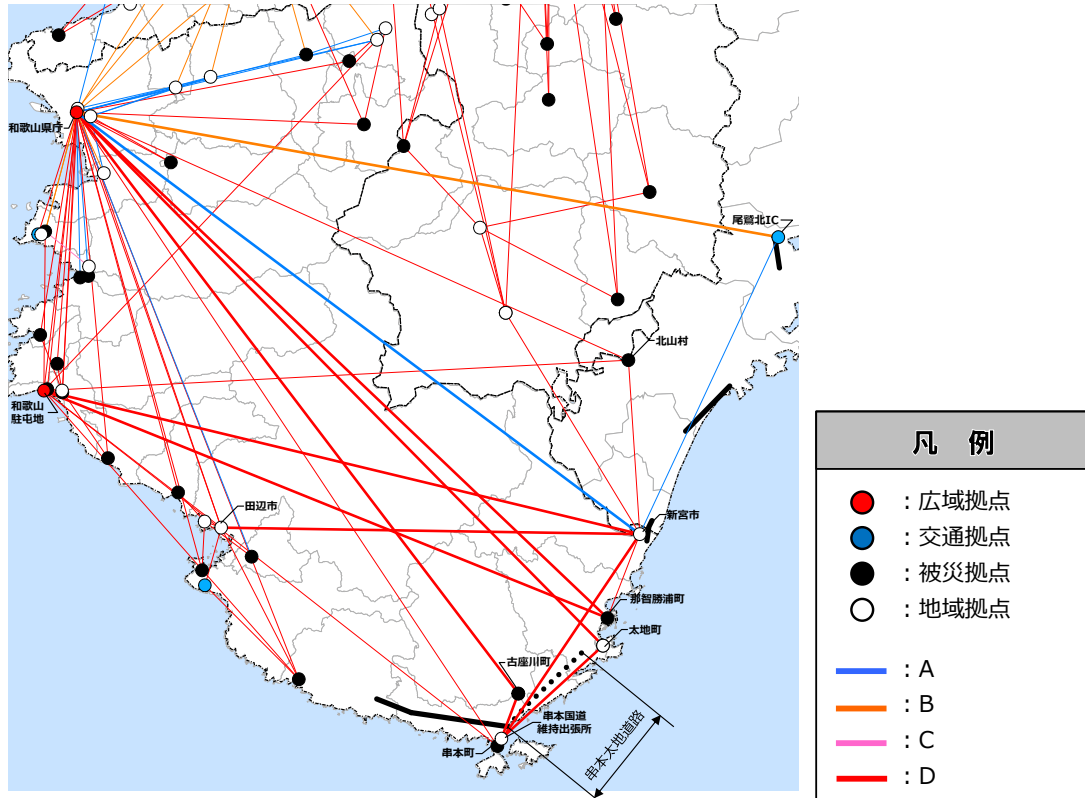 和歌山県庁
尾鷲北IC
北山村
和歌山
駐屯地
田辺市
新宮市
那智勝浦町
太地町
古座川町
串本国道
維持出張所
串本町
串本太地道路
凡 例
：広域拠点
：交通拠点
：被災拠点
：地域拠点
：A
：B
：C
：D